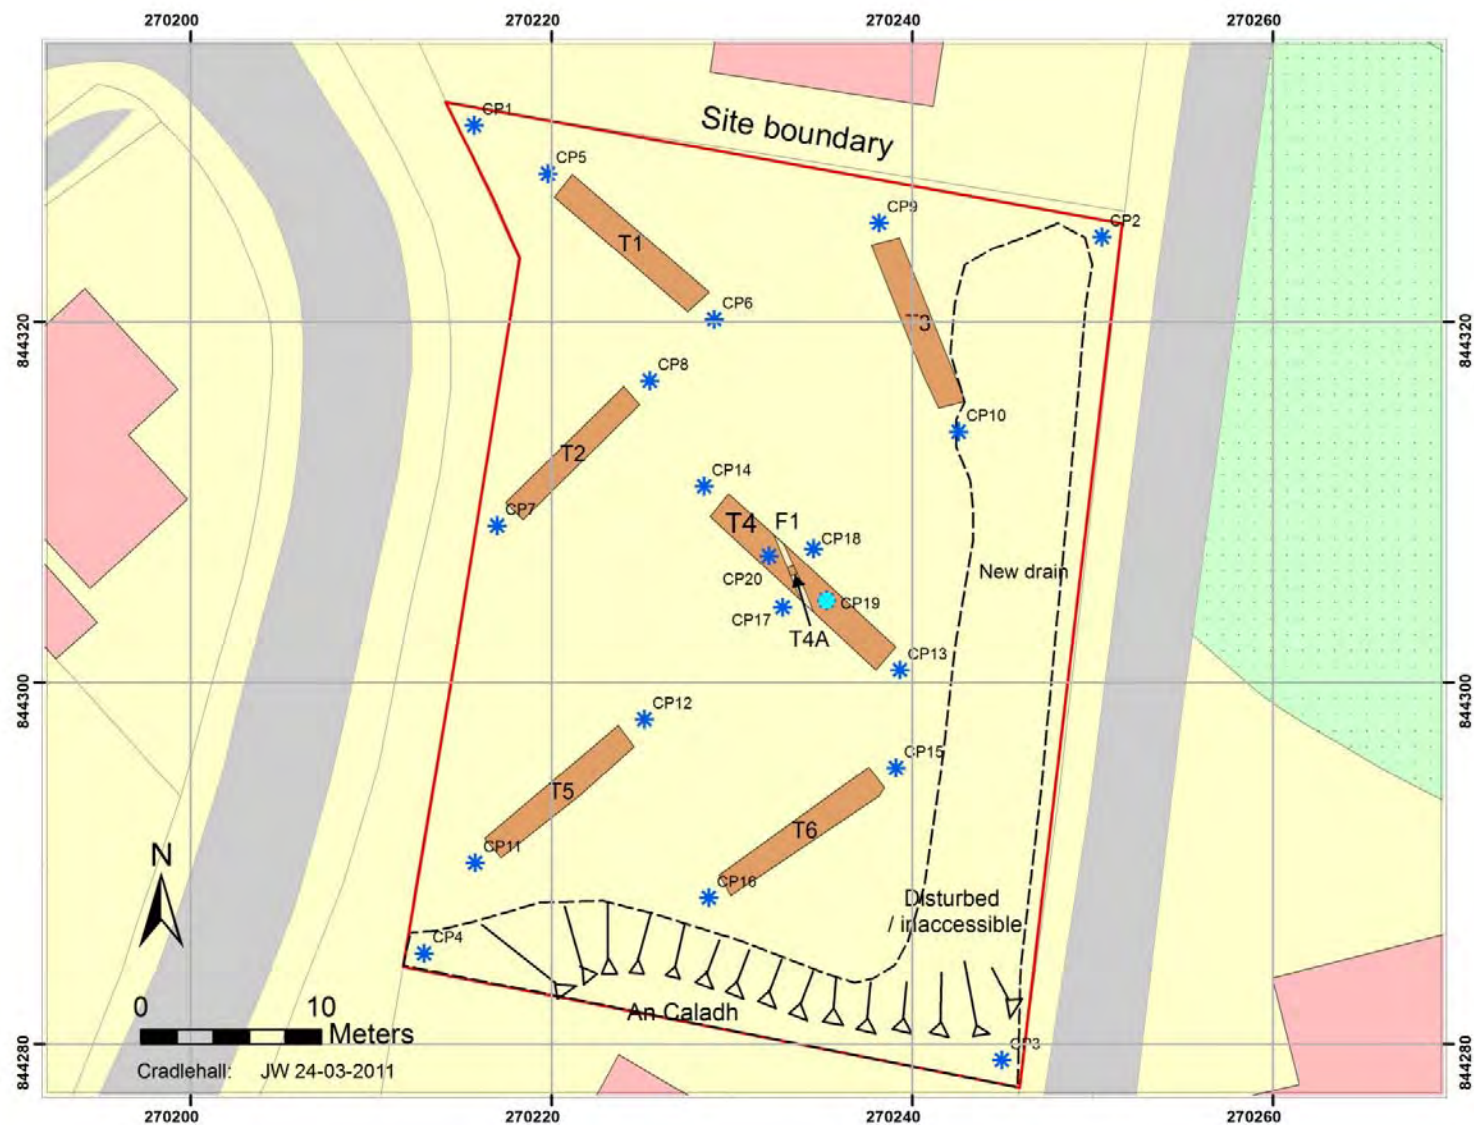 270200
270220
270240
270260
CP1
Site boundary
CP5
CP9
CP2
T1
CP6
844320
T3
844320
CP8
CP10
T2
CP14
CP7
T4
F1
CP18
New drain
CP20
CP19
CP17
T4A
CP13
844300
844300
CP12
CP15
T5
T6
CP11
CP16
Disturbed
/ inaccessible
N
CP4
0 10
Meters
An Caladh
CP3
844280
844280
Cradlehall: JW 24-03-2011
270200
270220
270240
270260